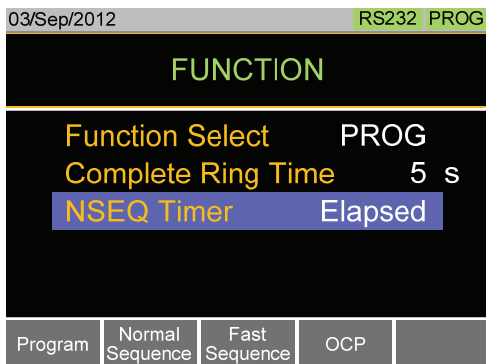 03/Sep/2012 RS232 PROG
FUNCTION
Function Select PROG
Complete Ring Time 5 s
NSEQ Timer Elapsed
Program Normal Sequence Fast Sequence OCP